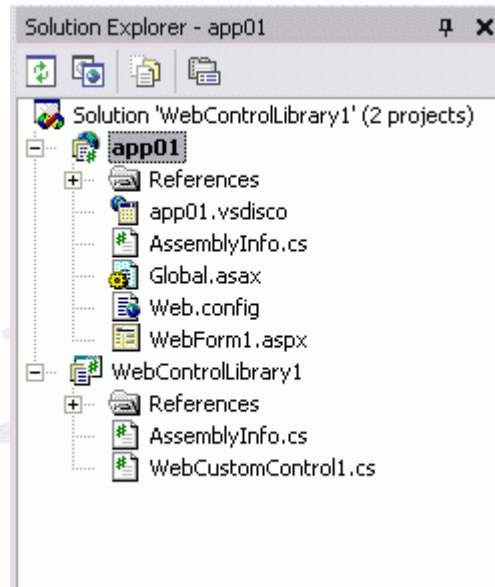 Solution Explorer - app01
Solution 'WebControlLibrary1' (2 projects)
app01
References
app01.vsdisco
AssemblyInfo.cs
Global.asax
Web.config
WebForm1.aspx
WebControlLibrary1
References
AssemblyInfo.cs
WebCustomControl1.cs